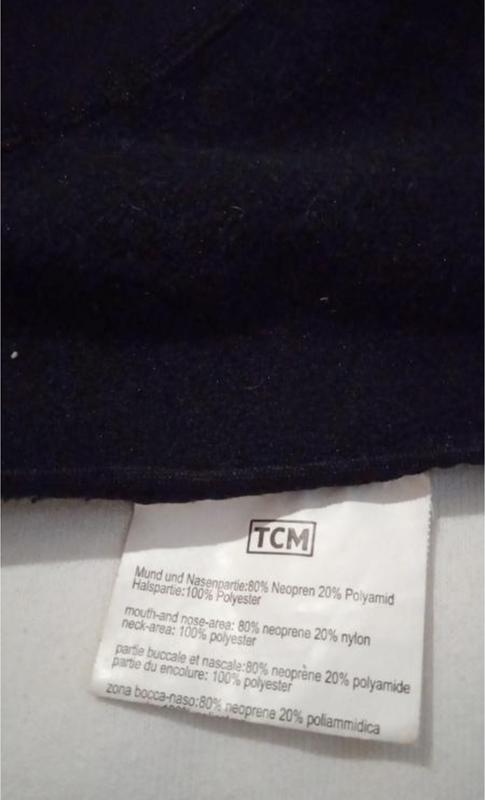 TCM
Mund und Nasenpartie:80% Neopren 20% Polyamid
Halspartie:100% Polyester
mouth-and nose-area: 80% neoprene 20% nylon
neck-area: 100% polyester
partie buccale et nascale:80% neoprène 20% polyamide
partie du encolure: 100% polyester
zona bocca-naso:80% neoprene 20% poliammidica